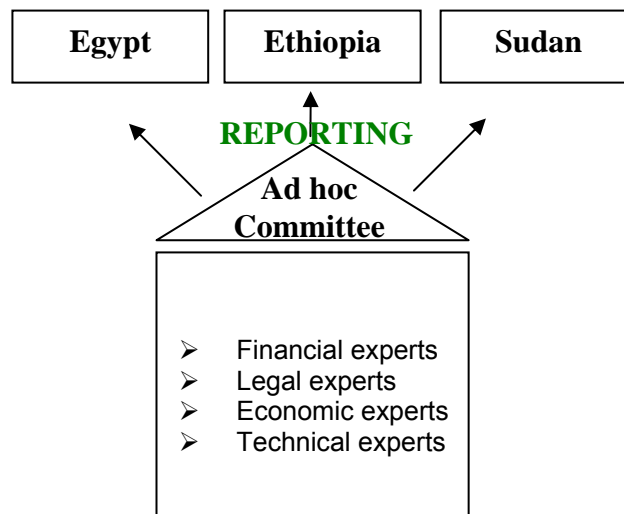 Egypt
Ethiopia
Sudan
REPORTING
Ad hoc
Committee
➢ Financial experts
➢ Legal experts
➢ Economic experts
➢ Technical experts